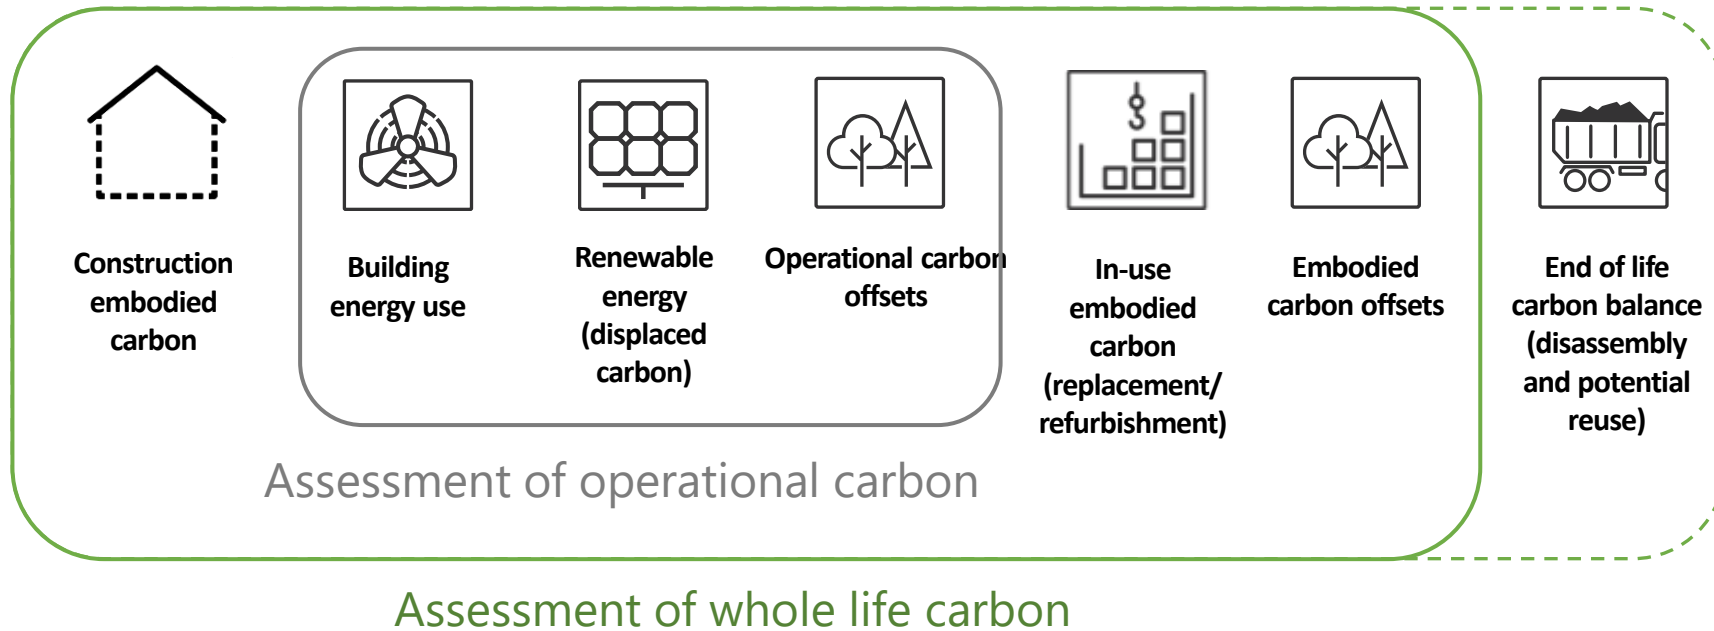 Construction
embodied
carbon
Building
energy use
Renewable
energy
(displaced
carbon)
Operational carbon
offsets
In-use
embodied
carbon
(replacement/
refurbishment)
Embodied
carbon offsets
End of life
carbon balance
(disassembly
and potential
reuse)
Assessment of operational carbon
Assessment of whole life carbon